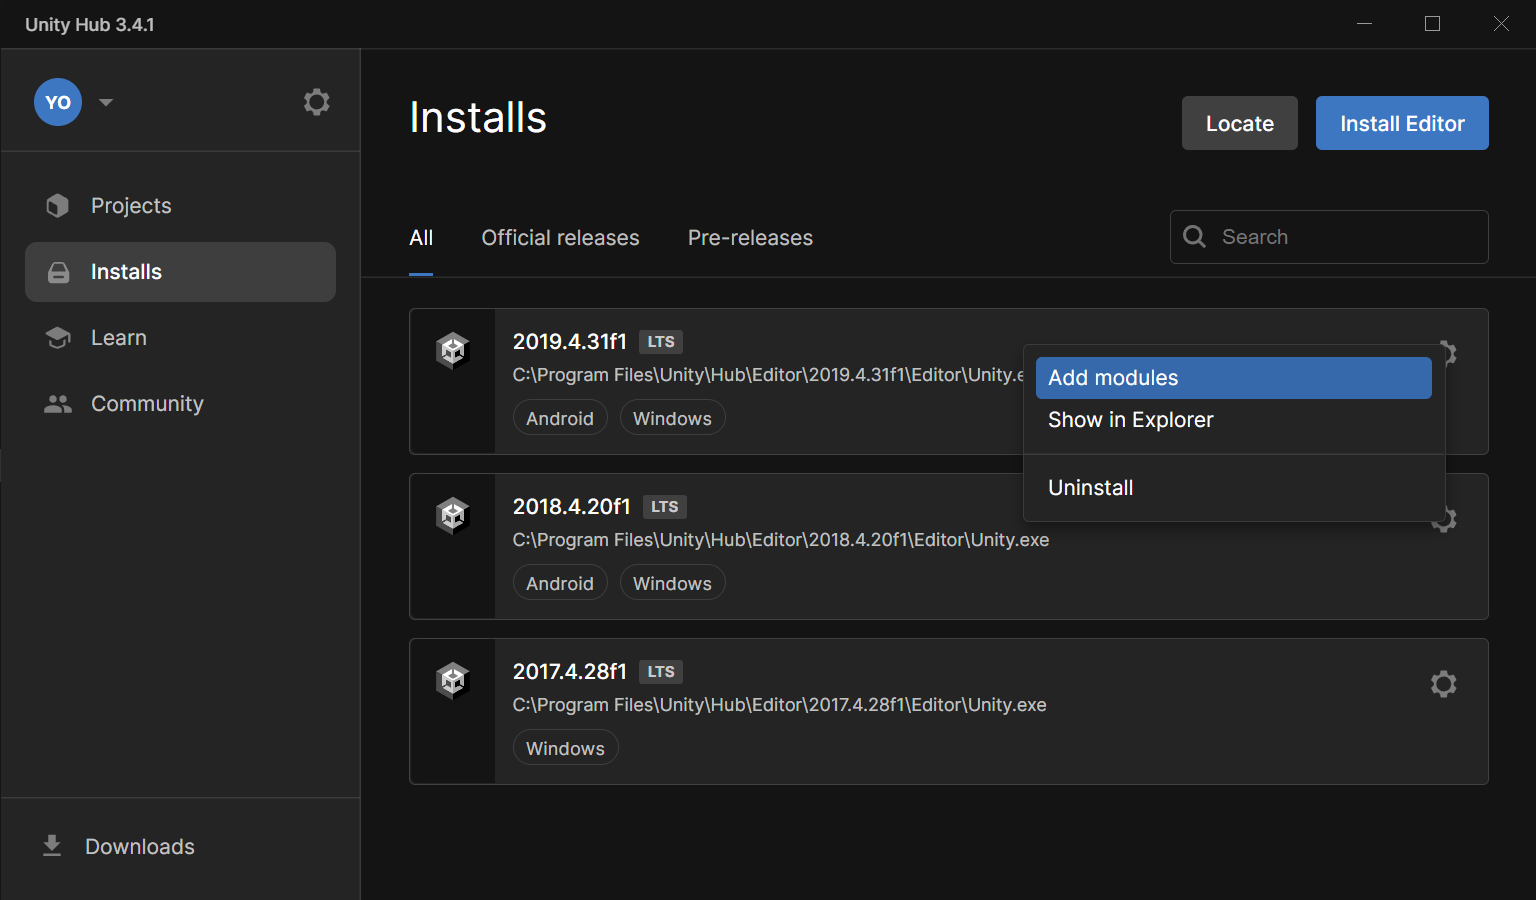 Unity Hub 3.4.1
YO
Projects
Installs
Learn
Community
Downloads
Installs
Locate
Install Editor
All
Official releases
Pre-releases
Search
2019.4.31f1 LTS
C:\Program Files\Unity\Hub\Editor\2019.4.31f1\Editor\Unity.e
Android
Windows
Add modules
Show in Explorer
Uninstall
2018.4.20f1 LTS
C:\Program Files\Unity\Hub\Editor\2018.4.20f1\Editor\Unity.exe
Android
Windows
2017.4.28f1 LTS
C:\Program Files\Unity\Hub\Editor\2017.4.28f1\Editor\Unity.exe
Windows